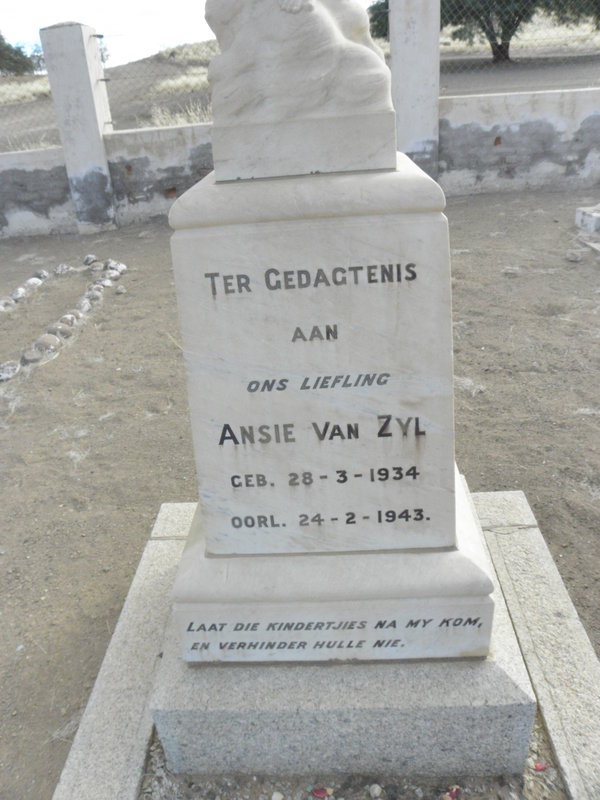 TER GEDAGTENIS
AAN
ONS LIEFLING
ANSIE VAN ZYL
GEB. 28-3-1934
OORL. 24-2-1943.
LAAT DIE KINDERTJIES NA MY KOM,
EN VERHINDER HULLE NIE.